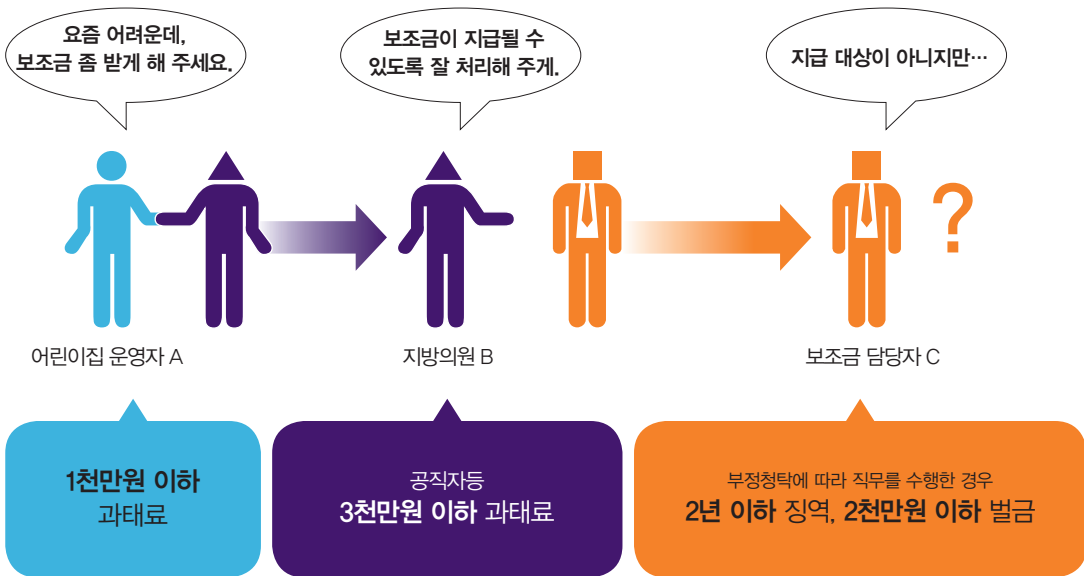 요즘 어려운데,
보조금 좀 받게 해 주세요.
보조금이 지급될 수
있도록 잘 처리해 주게.
지급 대상이 아니지만…
?
어린이집 운영자 A
지방의원 B
보조금 담당자 C
1천만원 이하
과태료
공직자등
3천만원 이하 과태료
부정청탁에 따라 직무를 수행한 경우
2년 이하 징역, 2천만원 이하 벌금